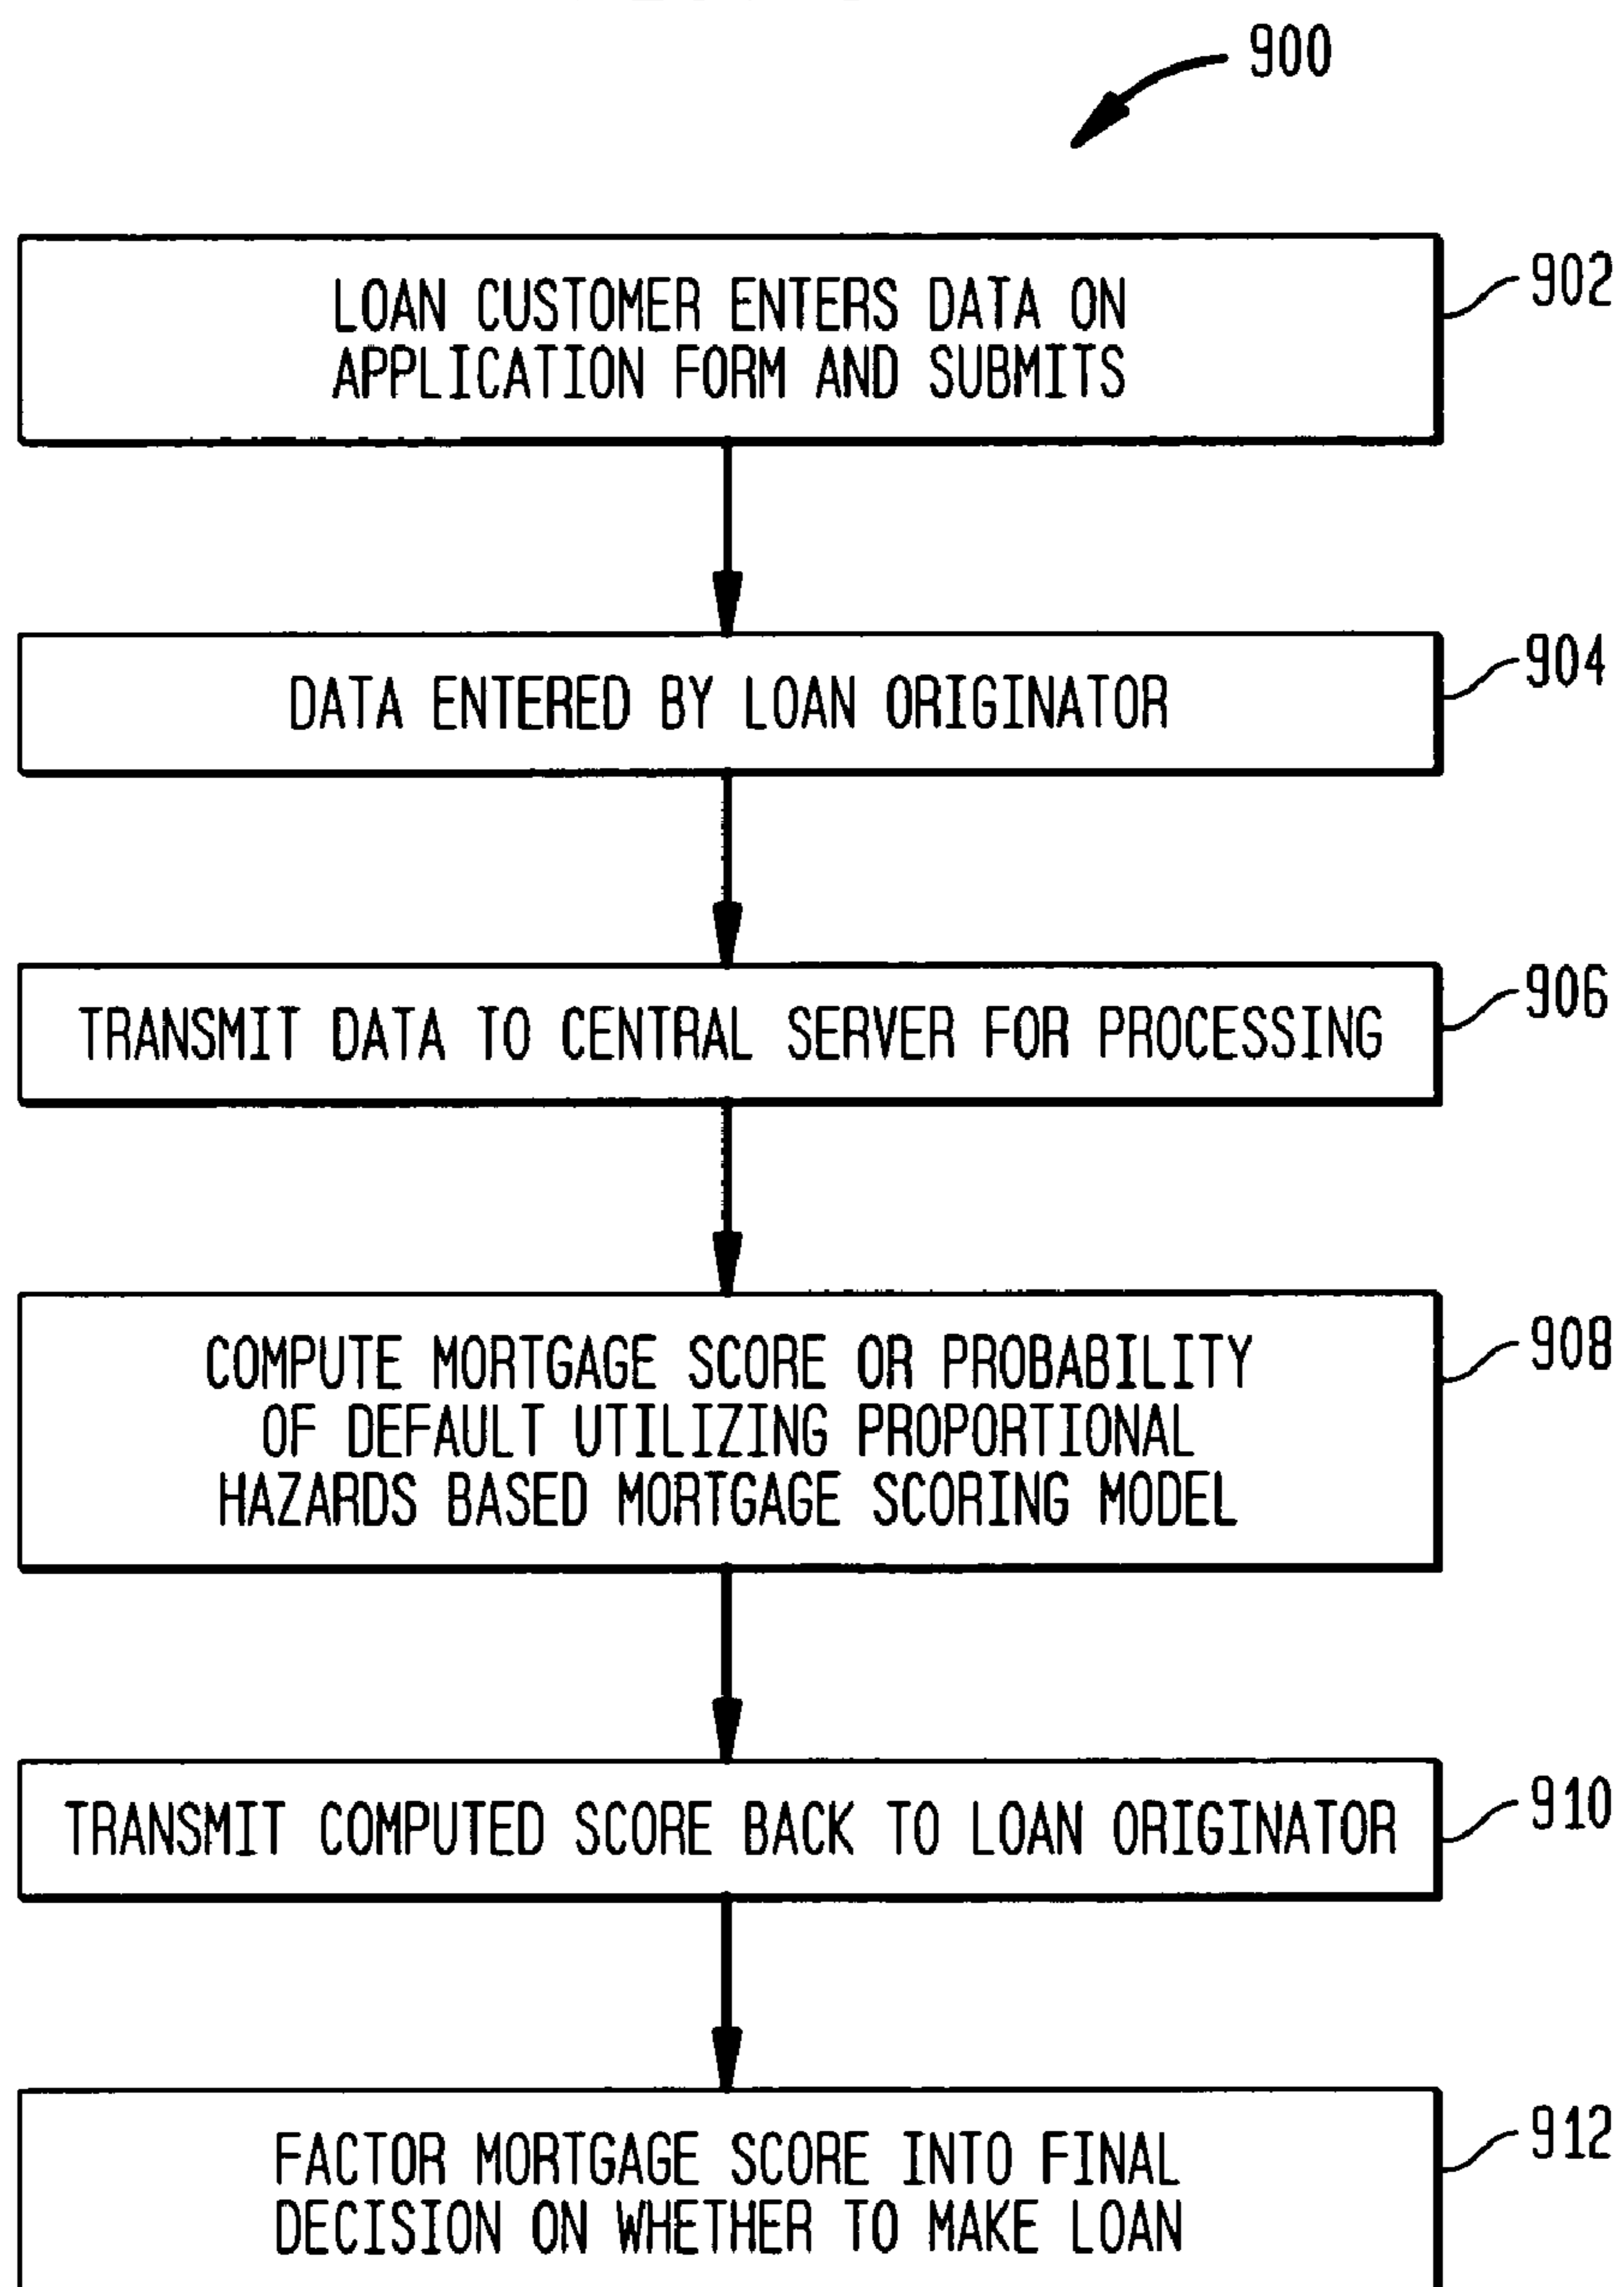 900
LOAN CUSTOMER ENTERS DATA ON
APPLICATION FORM AND SUBMITS
902
DATA ENTERED BY LOAN ORIGINATOR
904
TRANSMIT DATA TO CENTRAL SERVER FOR PROCESSING
906
COMPUTE MORTGAGE SCORE OR PROBABILITY
OF DEFAULT UTILIZING PROPORTIONAL
HAZARDS BASED MORTGAGE SCORING MODEL
908
TRANSMIT COMPUTED SCORE BACK TO LOAN ORIGINATOR
910
FACTOR MORTGAGE SCORE INTO FINAL
DECISION ON WHETHER TO MAKE LOAN
912